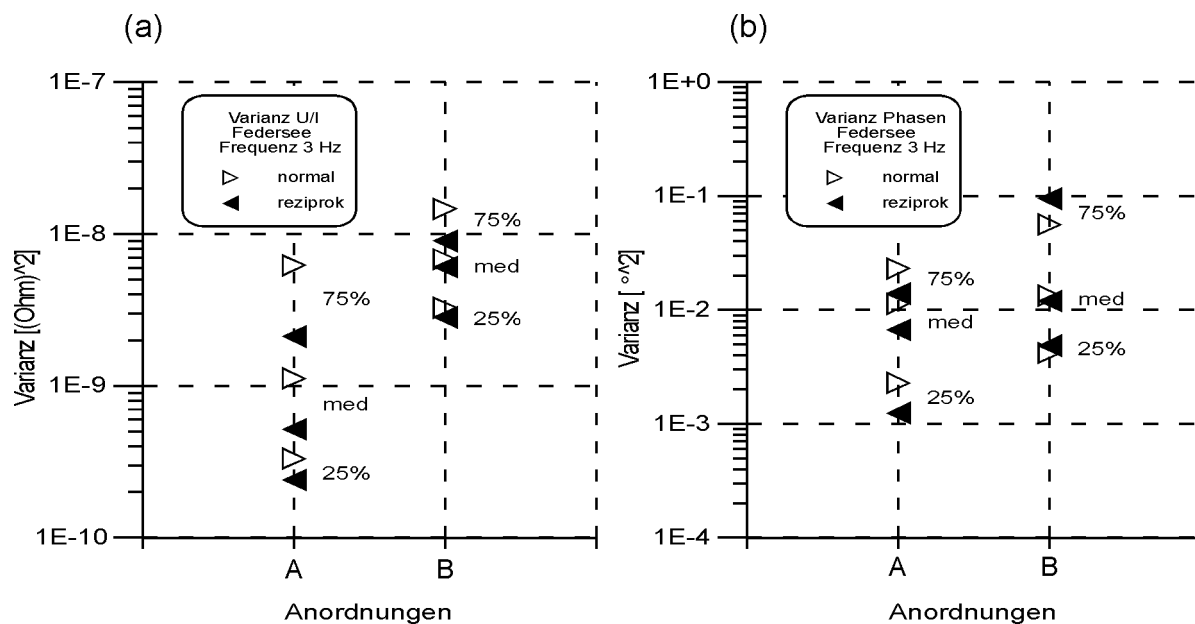 (a)
1E-7
1E-8
1E-9
1E-10
Varianz [(Ohm)^2]
Varianz U/I
Federsee
Frequenz 3 Hz
normal
reziprok
75%
med
25%
75%
med
25%
A
B
Anordnungen
(b)
1E+0
1E-1
1E-2
1E-3
1E-4
Varianz [ °^2]
Varianz Phasen
Federsee
Frequenz 3 Hz
normal
reziprok
75%
med
25%
75%
med
25%
A
B
Anordnungen